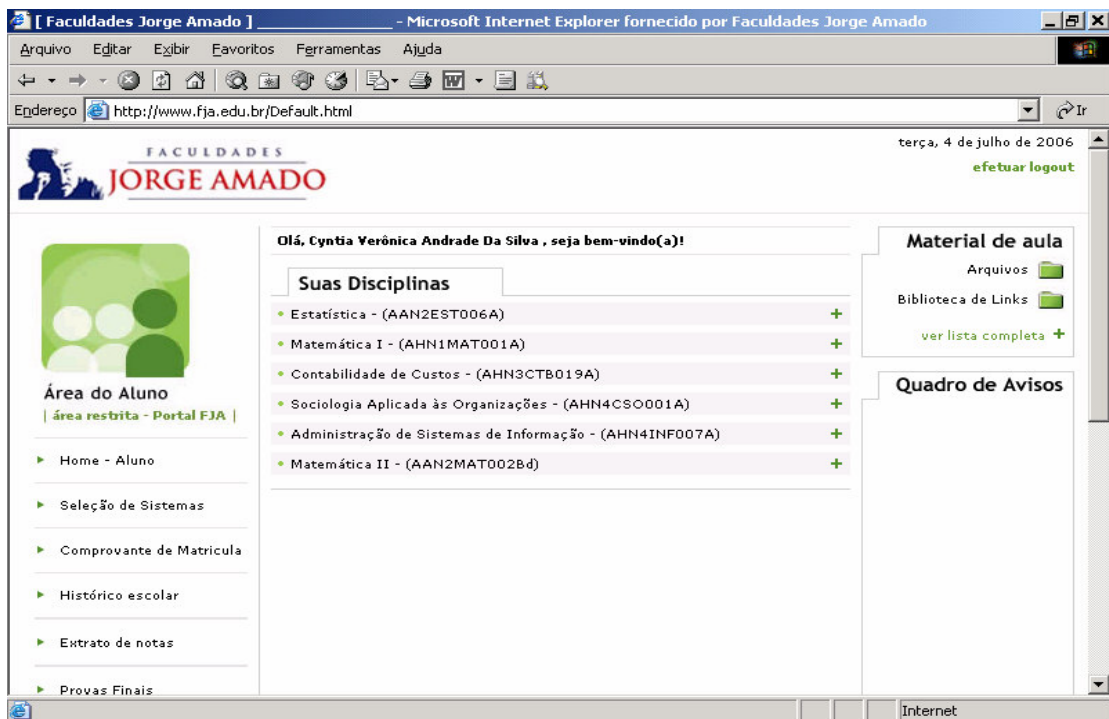 [ Faculdades Jorge Amado ] ________________ - Microsoft Internet Explorer fornecido por Faculdades Jorge Amado
Arquivo Editar Exibir Favoritos Ferramentas Ajuda
Endereço http://www.fja.edu.br/Default.html Ir
FACULDADES
JORGE AMADO
terça, 4 de julho de 2006
efetuar logout
Área do Aluno
| área restrita - Portal FJA |
Home - Aluno
Seleção de Sistemas
Comprovante de Matricula
Histórico escolar
Extrato de notas
Provas Finais
Olá, Cyntia Verônica Andrade Da Silva , seja bem-vindo(a)!
Suas Disciplinas
Estatística - (AAN2EST006A) +
Matemática I - (AHN1MAT001A) +
Contabilidade de Custos - (AHN3CTB019A) +
Sociologia Aplicada às Organizações - (AHN4CSO001A) +
Administração de Sistemas de Informação - (AHN4INF007A) +
Matemática II - (AAN2MAT002Bd) +
Material de aula
Arquivos
Biblioteca de Links
ver lista completa +
Quadro de Avisos
Internet